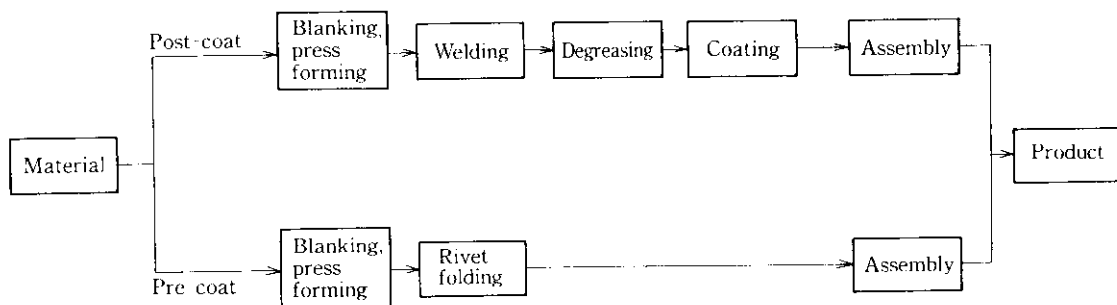 Post-coat
Blanking,
press
forming
Welding
Degreasing
Coating
Assembly
Material
Product
Pre coat
Blanking,
press
forming
Rivet
folding
Assembly